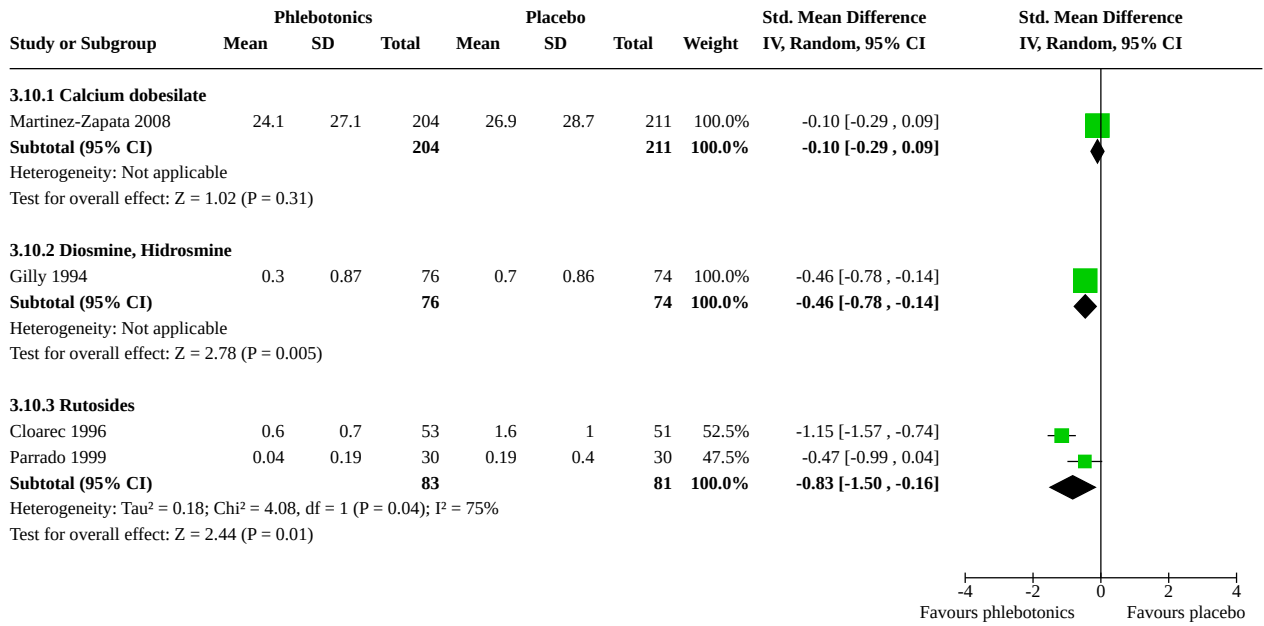 Phlebotonics Placebo Std. Mean Difference Std. Mean Difference
Study or Subgroup Mean SD Total Mean SD Total Weight IV, Random, 95% CI IV, Random, 95% CI
3.10.1 Calcium dobesilate
Martinez-Zapata 2008 24.1 27.1 204 26.9 28.7 211 100.0% -0.10 [-0.29 , 0.09]
Subtotal (95% CI) 204 211 100.0% -0.10 [-0.29 , 0.09]
Heterogeneity: Not applicable
Test for overall effect: Z = 1.02 (P = 0.31)
3.10.2 Diosmine, Hidrosmine
Gilly 1994 0.3 0.87 76 0.7 0.86 74 100.0% -0.46 [-0.78 , -0.14]
Subtotal (95% CI) 76 74 100.0% -0.46 [-0.78 , -0.14]
Heterogeneity: Not applicable
Test for overall effect: Z = 2.78 (P = 0.005)
3.10.3 Rutosides
Cloarec 1996 0.6 0.7 53 1.6 1 51 52.5% -1.15 [-1.57 , -0.74]
Parrado 1999 0.04 0.19 30 0.19 0.4 30 47.5% -0.47 [-0.99 , 0.04]
Subtotal (95% CI) 83 81 100.0% -0.83 [-1.50 , -0.16]
Heterogeneity: Tau² = 0.18; Chi² = 4.08, df = 1 (P = 0.04); I² = 75%
Test for overall effect: Z = 2.44 (P = 0.01)
-4 -2 0 2 4
Favours phlebotonics Favours placebo